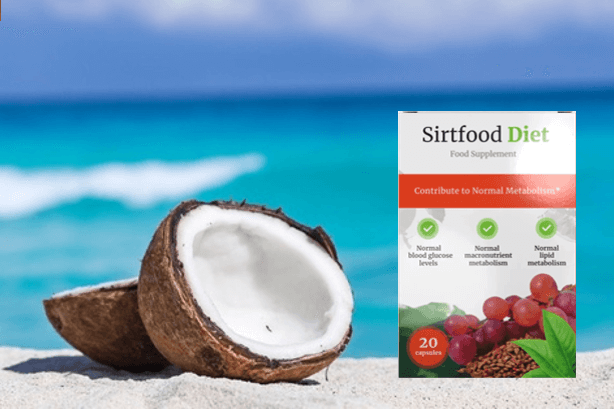 Sirtfood Diet
Food Supplement
Contribute to Normal Metabolism*
Normal
blood glucose
levels
Normal
macronutrient
metabolism
Normal
lipid
metabolism
20
capsules